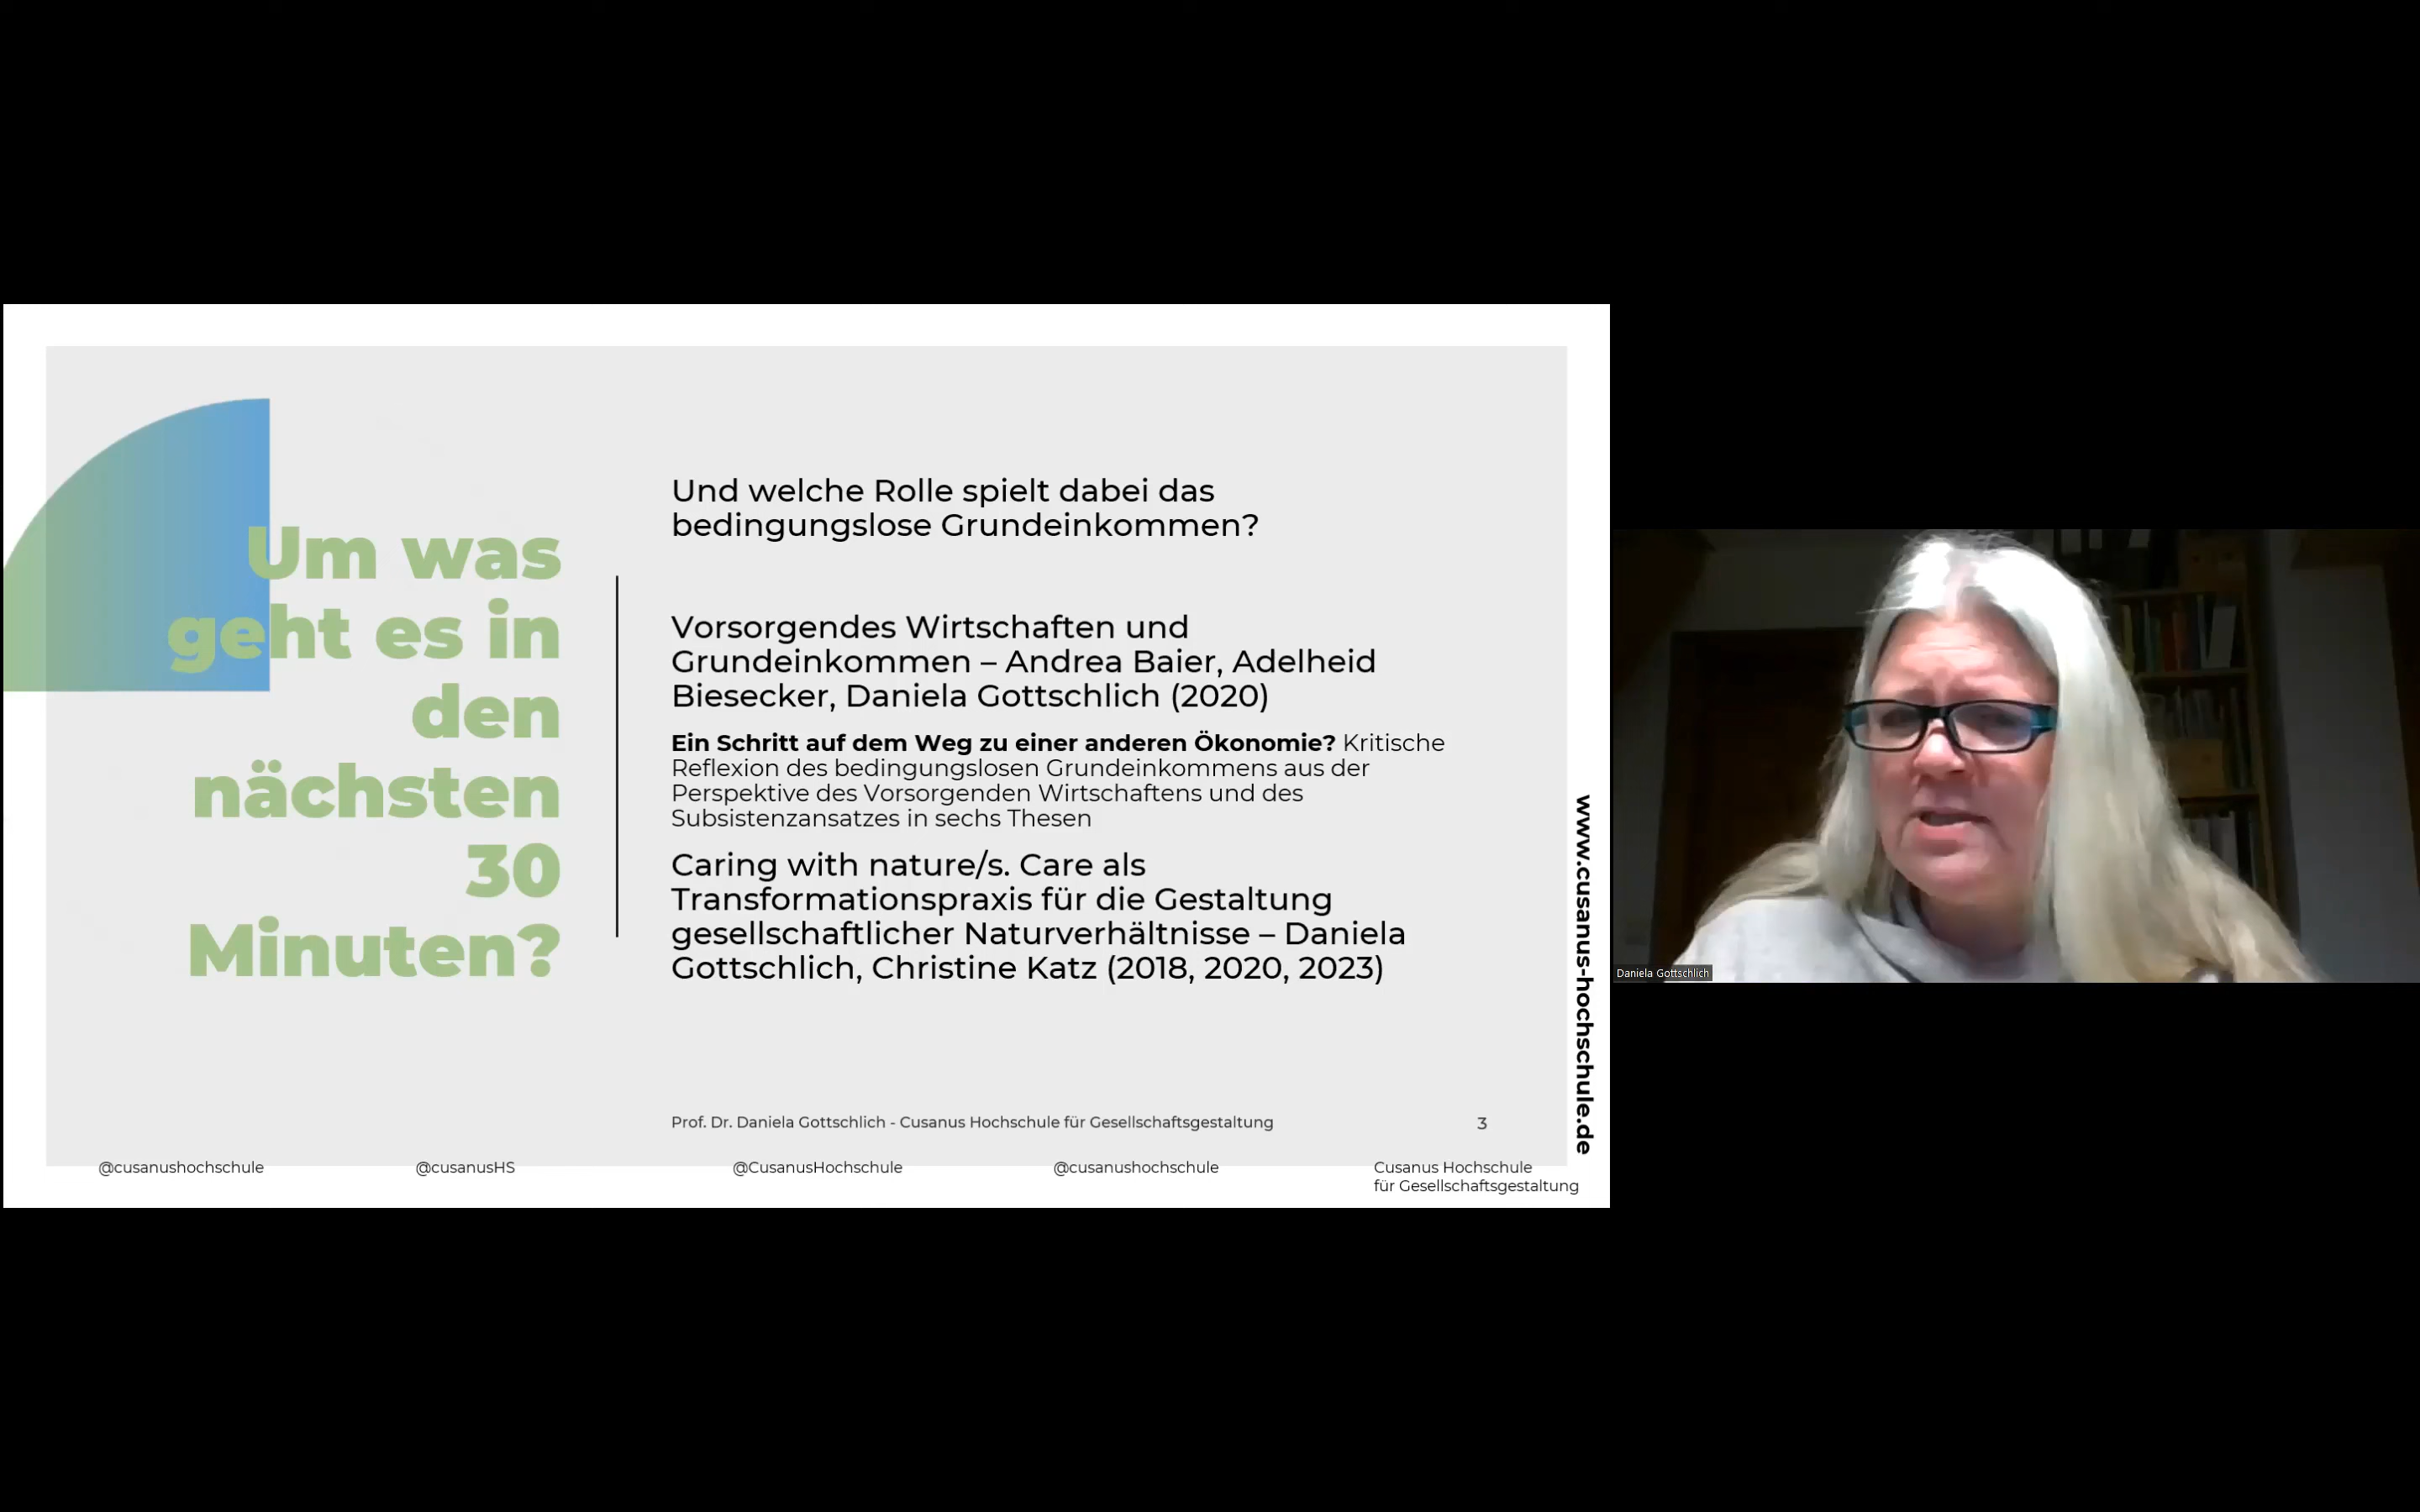 Um was
geht es in
den
nächsten
30
Minuten?
Und welche Rolle spielt dabei das
bedingungslose Grundeinkommen?
Vorsorgendes Wirtschaften und
Grundeinkommen – Andrea Baier, Adelheid
Biesecker, Daniela Gottschlich (2020)
Ein Schritt auf dem Weg zu einer anderen Ökonomie? Kritische
Reflexion des bedingungslosen Grundeinkommens aus der
Perspektive des Vorsorgenden Wirtschaftens und des
Subsistenzansatzes in sechs Thesen
Caring with nature/s. Care als
Transformationspraxis für die Gestaltung
gesellschaftlicher Naturverhältnisse – Daniela
Gottschlich, Christine Katz (2018, 2020, 2023)
Prof. Dr. Daniela Gottschlich - Cusanus Hochschule für Gesellschaftsgestaltung
3
@cusanushochschule
@cusanusHS
@CusanusHochschule
@cusanushochschule
Cusanus Hochschule
für Gesellschaftsgestaltung
www.cusanus-hochschule.de
Daniela Gottschlich